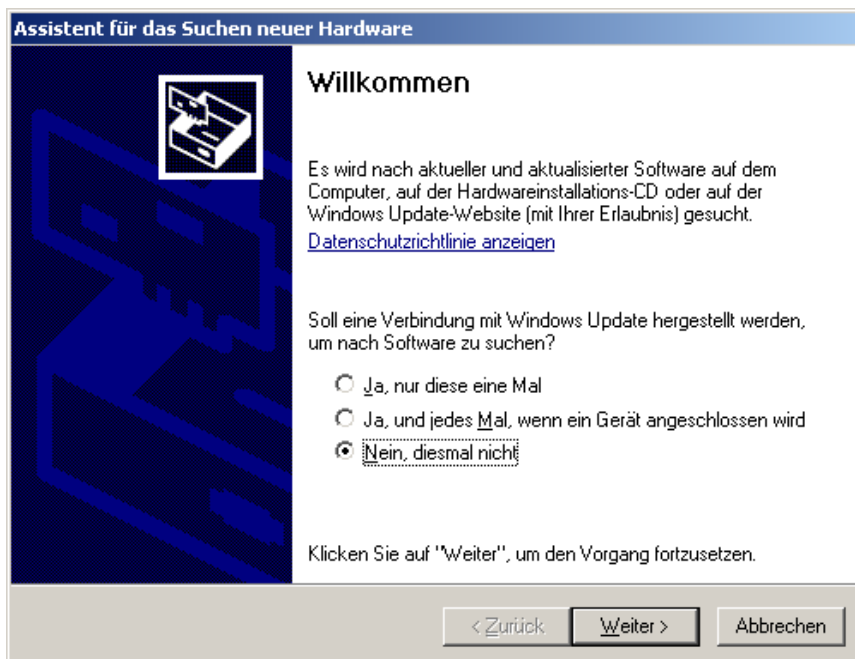 Assistent für das Suchen neuer Hardware
Willkommen
Es wird nach aktueller und aktualisierter Software auf dem
Computer, auf der Hardwareinstallations-CD oder auf der
Windows Update-Website (mit Ihrer Erlaubnis) gesucht.
Datenschutzrichtlinie anzeigen
Soll eine Verbindung mit Windows Update hergestellt werden,
um nach Software zu suchen?
Ja, nur diese eine Mal
Ja, und jedes Mal, wenn ein Gerät angeschlossen wird
Nein, diesmal nicht
Klicken Sie auf "Weiter", um den Vorgang fortzusetzen.
< Zurück Weiter > Abbrechen